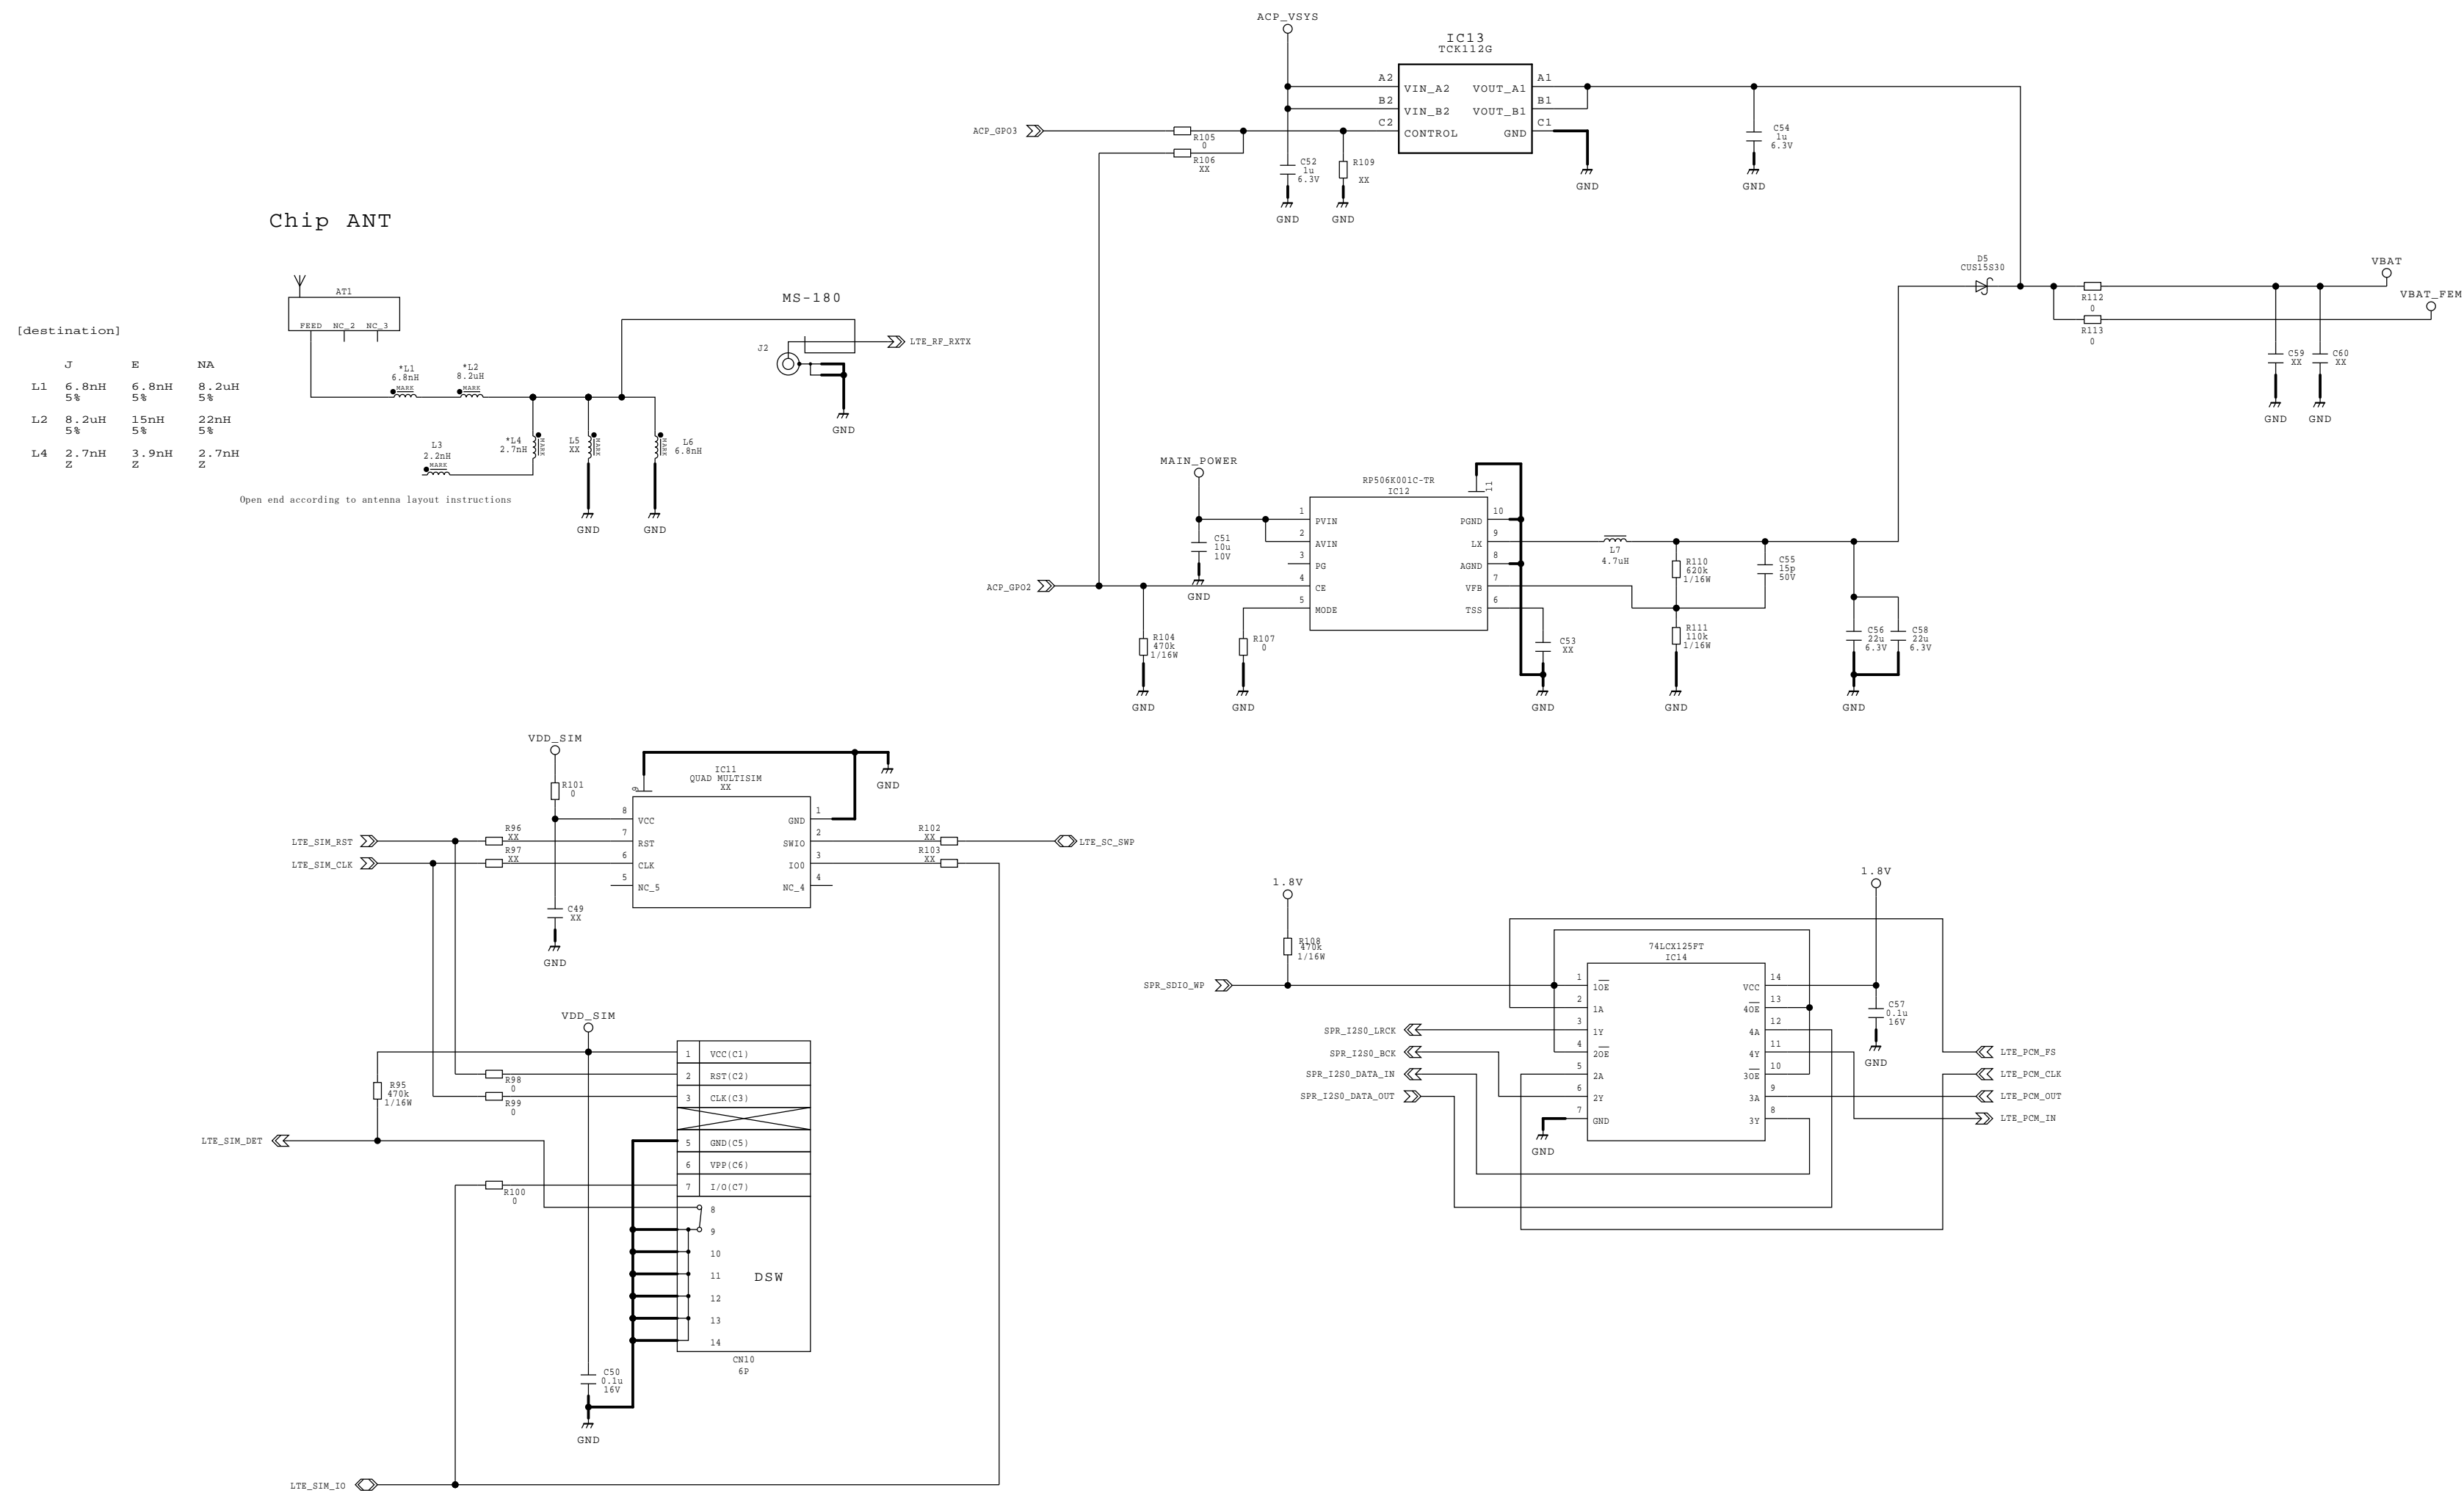 Chip ANT
AT1
FEED
NC_2
NC_3
[destination]
J E NA
L1 6.8nH 6.8nH 8.2uH
5% 5% 5%
L2 8.2uH 15nH 22nH
5% 5% 5%
L4 2.7nH 3.9nH 2.7nH
Z Z Z
*L1
6.8nH
MARK
*L2
8.2uH
MARK
L3
2.2nH
MARK
*L4
2.7nH
MARK
L5
XX
MARK
L6
6.8nH
MARK
GND
GND
Open end according to antenna layout instructions
MS-180
J2
LTE_RF_RXTX
GND
ACP_VSYS
IC13
TCK112G
A2 VIN_A2 VOUT_A1 A1
B2 VIN_B2 VOUT_B1 B1
C2 CONTROL GND C1
ACP_GPO3
R105
0
R106
XX
C52
1u
6.3V
GND
R109
XX
GND
GND
C54
1u
6.3V
GND
D5
CUS15S30
R112
0
R113
0
VBAT
VBAT_FEM
C59
XX
GND
C60
XX
GND
MAIN_POWER
RP506K001C-TR
IC12
11
1 PVIN PGND 10
2 AVIN LX 9
3 PG AGND 8
4 CE VFB 7
5 MODE TSS 6
C51
10u
10V
GND
ACP_GPO2
R104
470k
1/16W
GND
R107
0
GND
C53
XX
GND
L7
4.7uH
R110
620k
1/16W
C55
15p
50V
R111
110k
1/16W
GND
C56
22u
6.3V
C58
22u
6.3V
GND
VDD_SIM
R101
0
IC11
QUAD MULTISIM
XX
9
GND
8 VCC GND 1
7 RST SWIO 2
6 CLK IO0 3
5 NC_5 NC_4 4
LTE_SIM_RST
R96
XX
LTE_SIM_CLK
R97
XX
R102
XX
LTE_SC_SWP
R103
XX
C49
XX
GND
VDD_SIM
R95
470k
1/16W
R98
0
R99
0
LTE_SIM_DET
R100
0
1 VCC(C1)
2 RST(C2)
3 CLK(C3)
5 GND(C5)
6 VPP(C6)
7 I/O(C7)
8
9
10
11
12
13
14
DSW
CN10
6P
C50
0.1u
16V
GND
LTE_SIM_IO
1.8V
R108
470k
1/16W
SPR_SDIO_WP
SPR_I2S0_LRCK
SPR_I2S0_BCK
SPR_I2S0_DATA_IN
SPR_I2S0_DATA_OUT
74LCX125FT
IC14
1 1OE VCC 14
2 1A 4OE 13
3 1Y 4A 12
4 2OE 4Y 11
5 2A 3OE 10
6 2Y 3A 9
7 GND 3Y 8
GND
1.8V
C57
0.1u
16V
GND
LTE_PCM_FS
LTE_PCM_CLK
LTE_PCM_OUT
LTE_PCM_IN